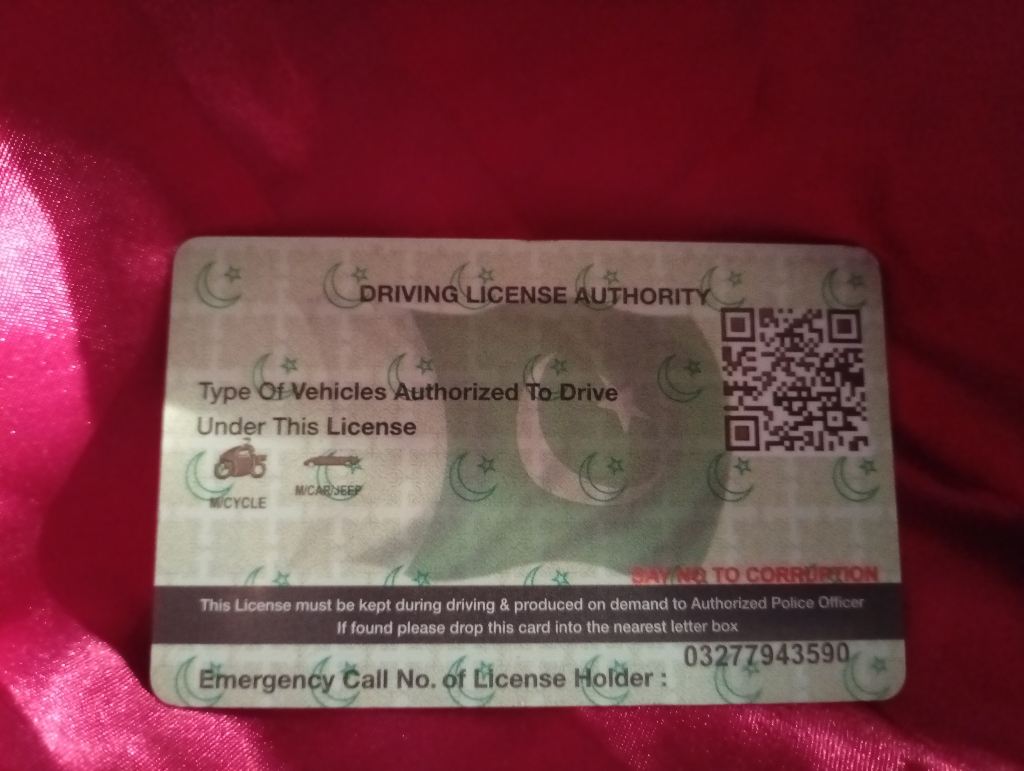 DRIVING LICENSE AUTHORITY
Type Of Vehicles Authorized To Drive
Under This License
M/CYCLE
M/CAR/JEEP
SAY NO TO CORRUPTION
This License must be kept during driving & produced on demand to Authorized Police Officer
If found please drop this card into the nearest letter box
03277943590
Emergency Call No. of License Holder :